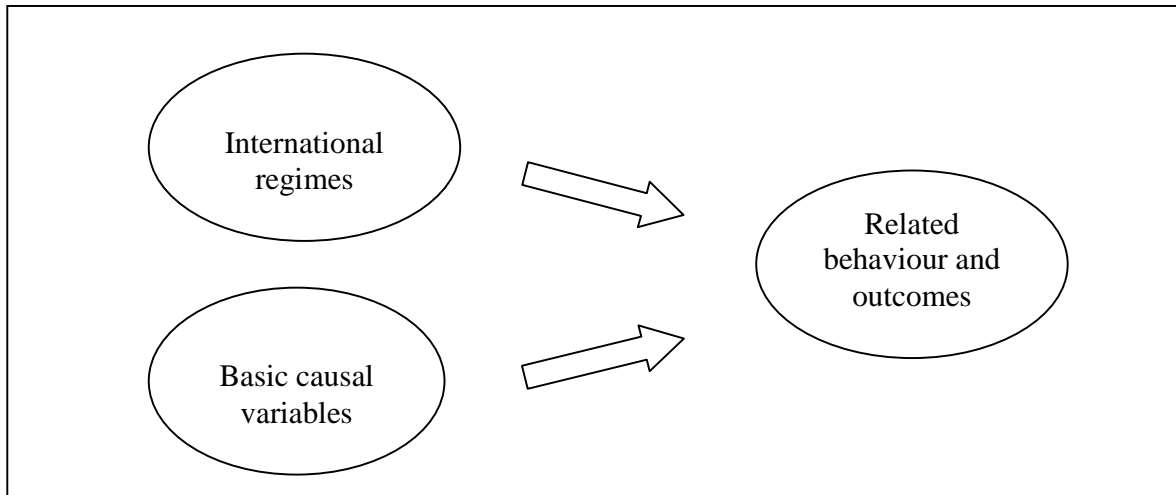 International
regimes
Basic causal
variables
Related
behaviour and
outcomes